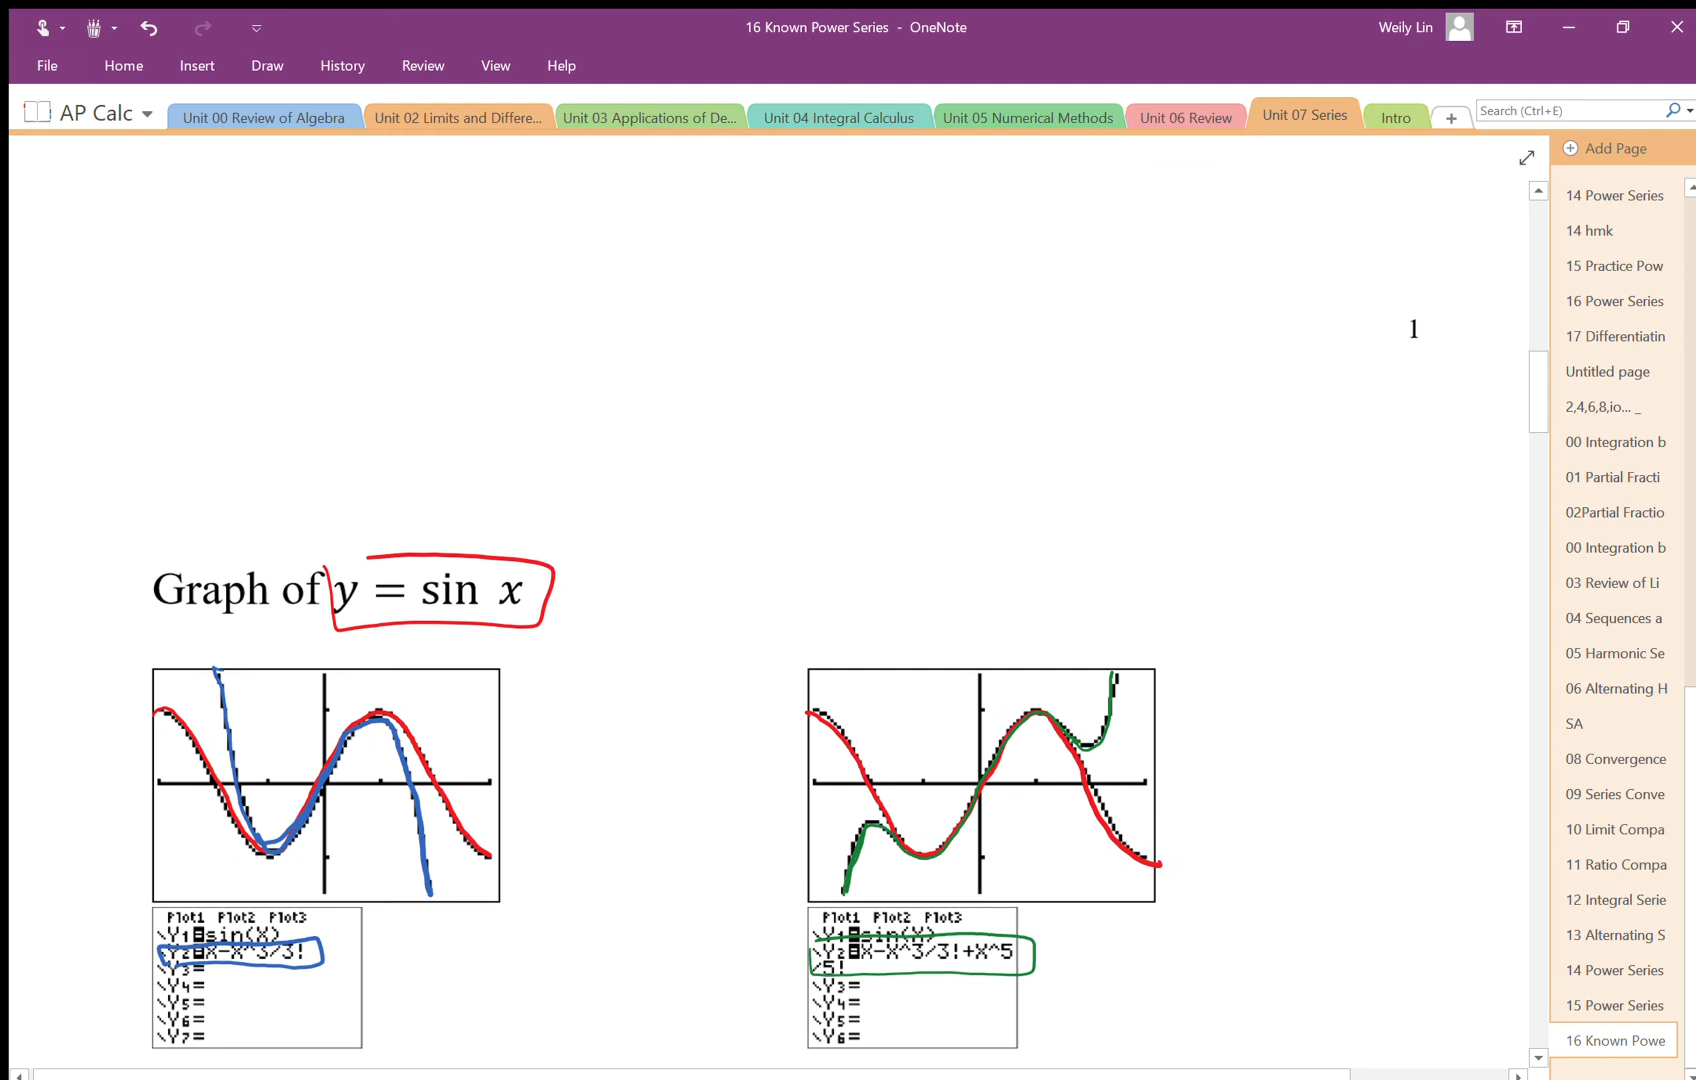 16 Known Power Series - OneNote
Weily Lin
File Home Insert Draw History Review View Help
AP Calc
Unit 00 Review of Algebra
Unit 02 Limits and Differe...
Unit 03 Applications of De...
Unit 04 Integral Calculus
Unit 05 Numerical Methods
Unit 06 Review
Unit 07 Series
Intro
Search (Ctrl+E)
Add Page
14 Power Series
14 hmk
15 Practice Pow
16 Power Series
17 Differentiatin
Untitled page
2,4,6,8,io... _
00 Integration b
01 Partial Fracti
02Partial Fractio
00 Integration b
03 Review of Li
04 Sequences a
05 Harmonic Se
06 Alternating H
SA
08 Convergence
09 Series Conve
10 Limit Compa
11 Ratio Compa
12 Integral Serie
13 Alternating S
14 Power Series
15 Power Series
16 Known Powe
1
Graph of y = sin x
Plot1 Plot2 Plot3
\Y1=sin(X)
\Y2=X-X^3/3!
\Y3=
\Y4=
\Y5=
\Y6=
\Y7=
Plot1 Plot2 Plot3
\Y1=sin(X)
\Y2=X-X^3/3!+X^5
/5!
\Y3=
\Y4=
\Y5=
\Y6=